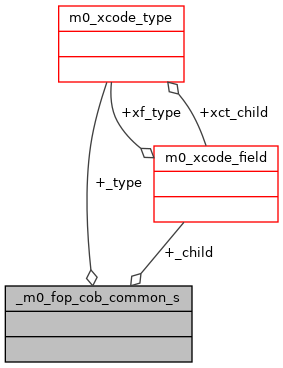 m0_xcode_type
+xf_type
+xct_child
m0_xcode_field
+_type
+_child
_m0_fop_cob_common_s